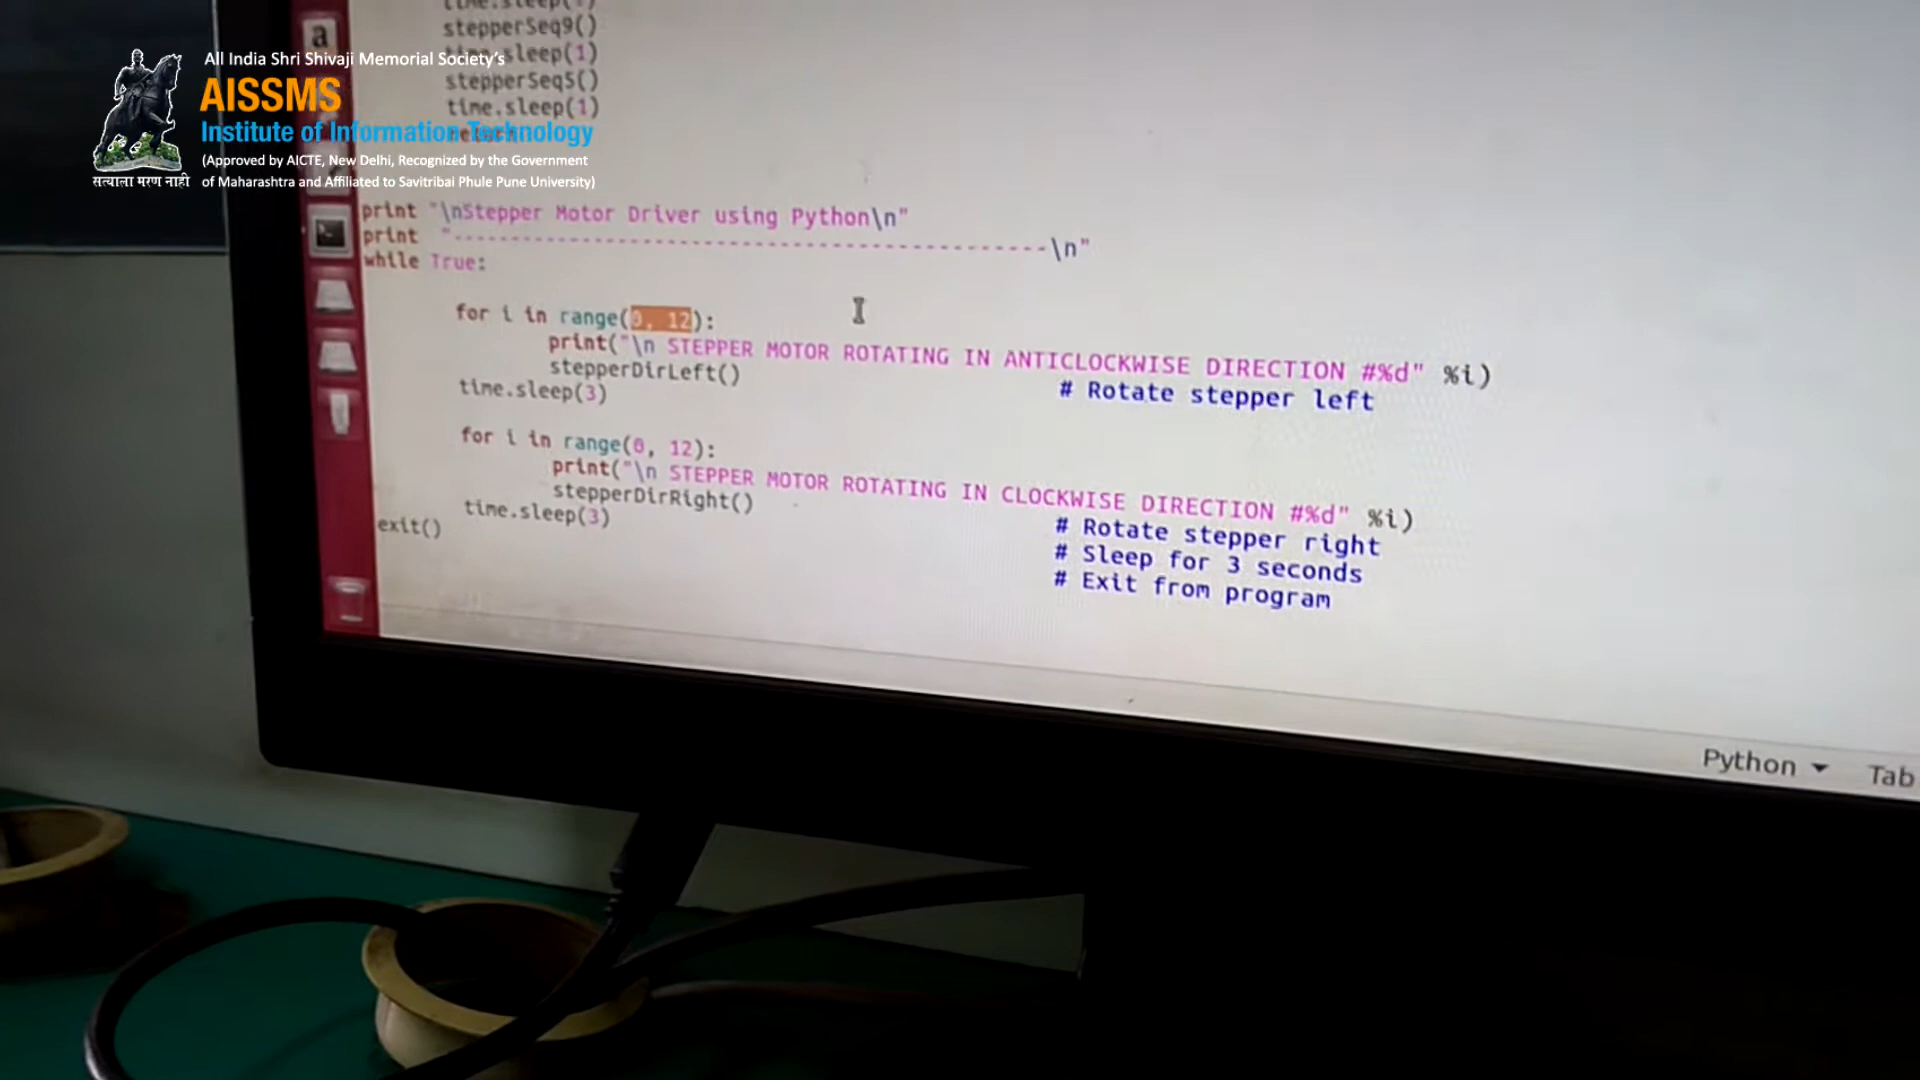 a
All India Shri Shivaji Memorial Society's
AISSMS
Institute of Information Technology
(Approved by AICTE, New Delhi, Recognized by the Government
of Maharashtra and Affiliated to Savitribai Phule Pune University)
सत्याला मरण नाही
time.sleep(1)
stepperSeq9()
time.sleep(1)
stepperSeq5()
time.sleep(1)
print "\nStepper Motor Driver using Python\n"
print "-----------------------------------------------\n"
while True:
for i in range(0, 12):
print("\n STEPPER MOTOR ROTATING IN ANTICLOCKWISE DIRECTION #%d" %i)
stepperDirLeft()
# Rotate stepper left
time.sleep(3)
for i in range(0, 12):
print("\n STEPPER MOTOR ROTATING IN CLOCKWISE DIRECTION #%d" %i)
stepperDirRight()
# Rotate stepper right
time.sleep(3)
# Sleep for 3 seconds
exit()
# Exit from program
Python
Tab